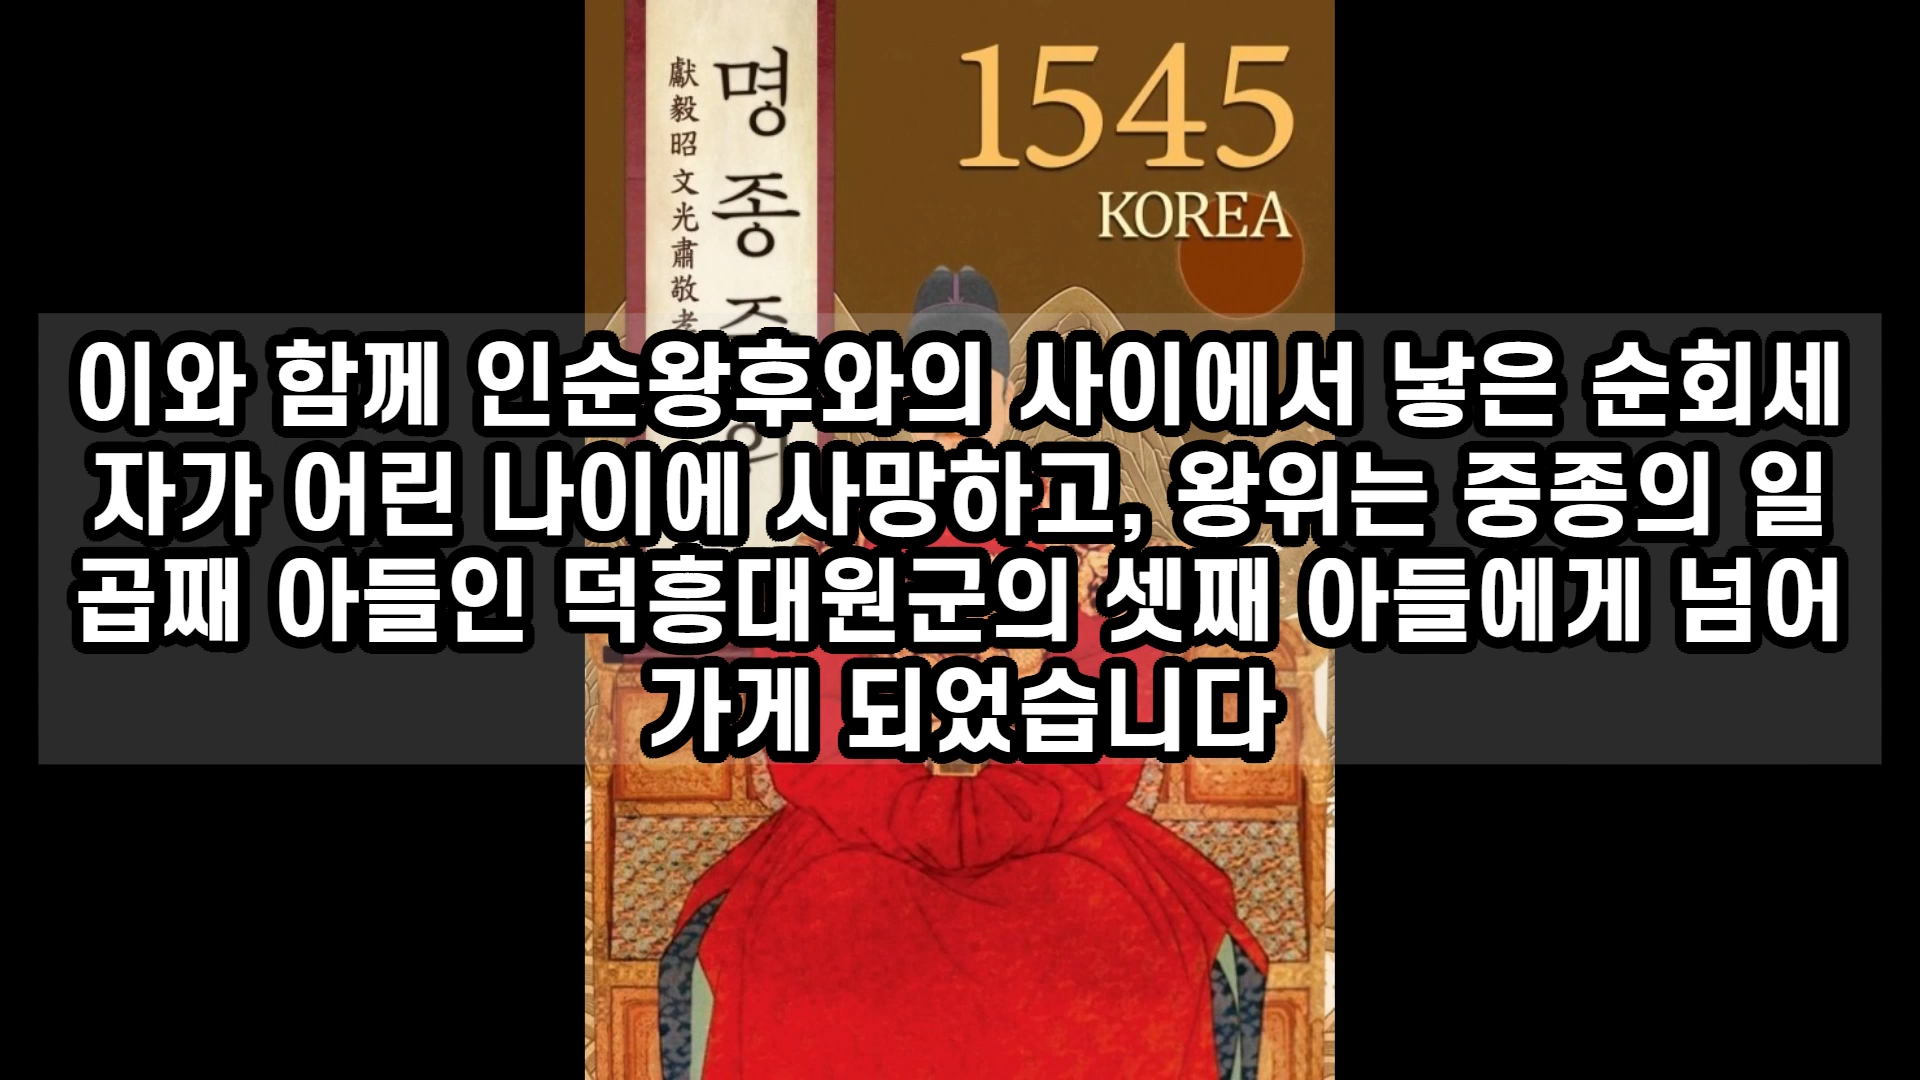 1545
KOREA
명종
獻毅昭文光肅敬孝
이와 함께 인순왕후와의 사이에서 낳은 순회세
자가 어린 나이에 사망하고, 왕위는 중종의 일
곱째 아들인 덕흥대원군의 셋째 아들에게 넘어
가게 되었습니다